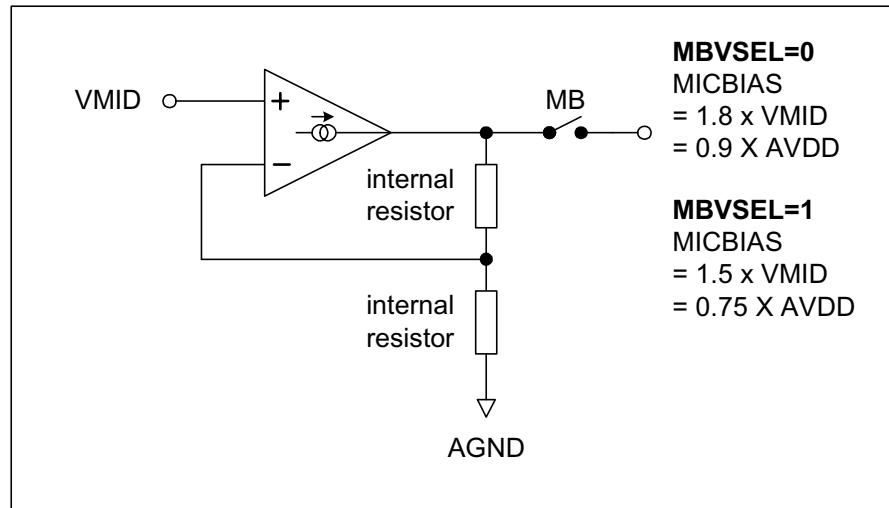 VMID
+
−
MB
internal
resistor
internal
resistor
AGND
MBVSEL=0
MICBIAS
= 1.8 x VMID
= 0.9 X AVDD
MBVSEL=1
MICBIAS
= 1.5 x VMID
= 0.75 X AVDD